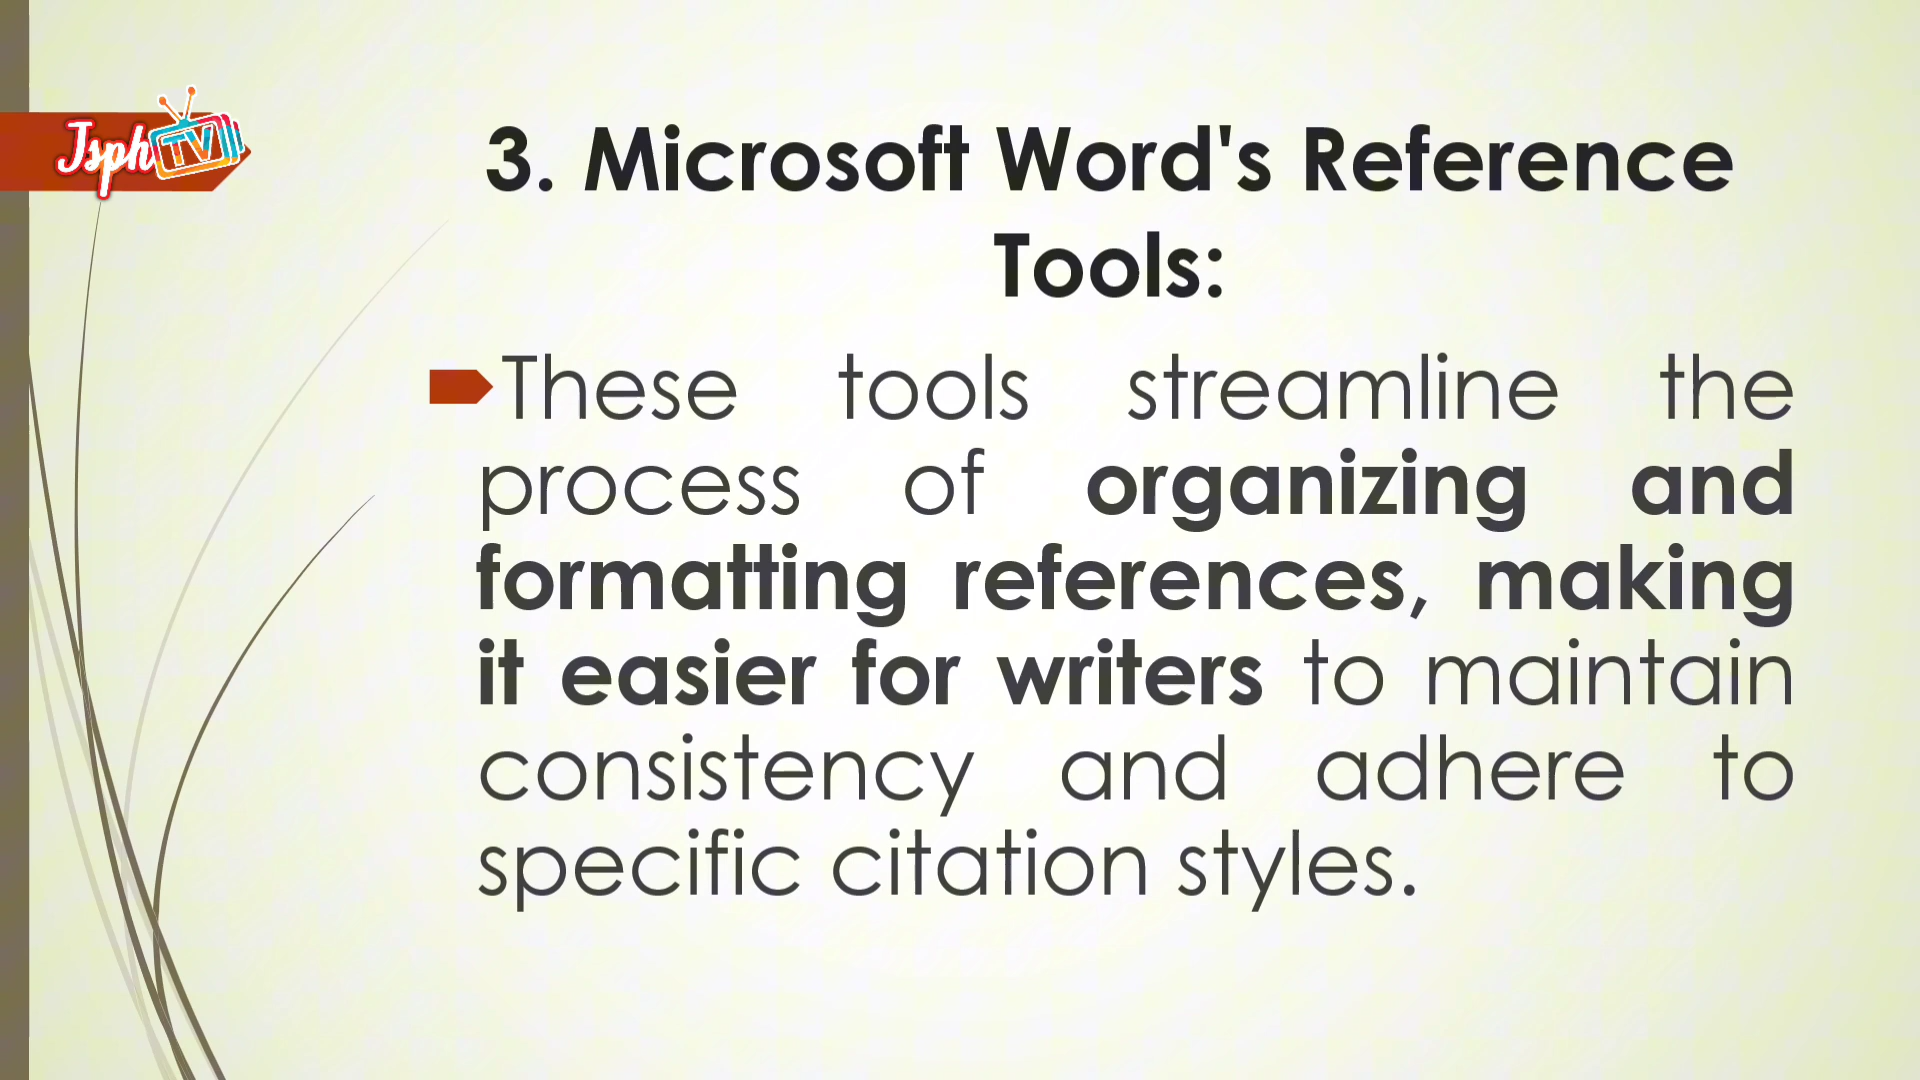 Jsph TV
3. Microsoft Word's Reference
Tools:
These tools streamline the
process of organizing and
formatting references, making
it easier for writers to maintain
consistency and adhere to
specific citation styles.